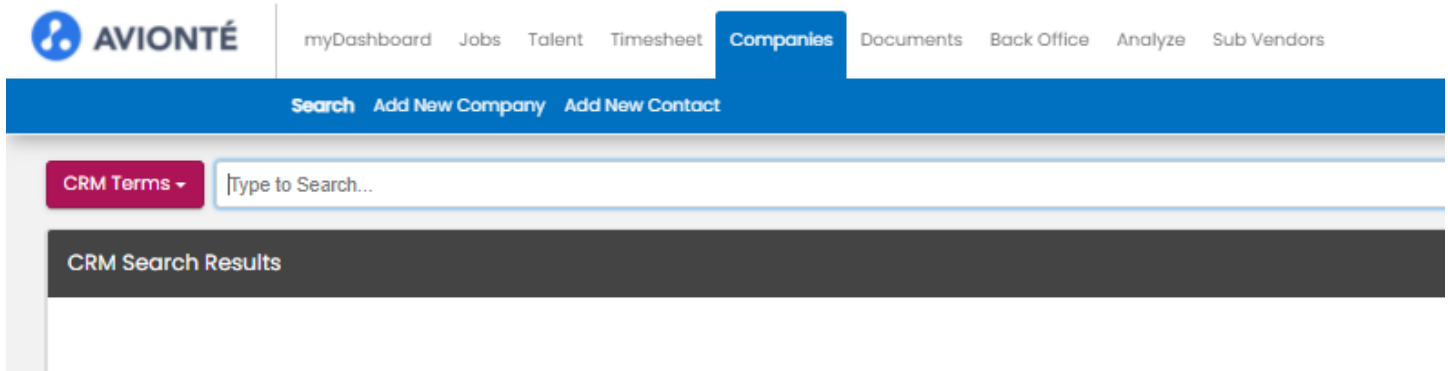 AVIONTÉ myDashboard Jobs Talent Timesheet Companies Documents Back Office Analyze Sub Vendors
Search Add New Company Add New Contact
CRM Terms Type to Search...
CRM Search Results